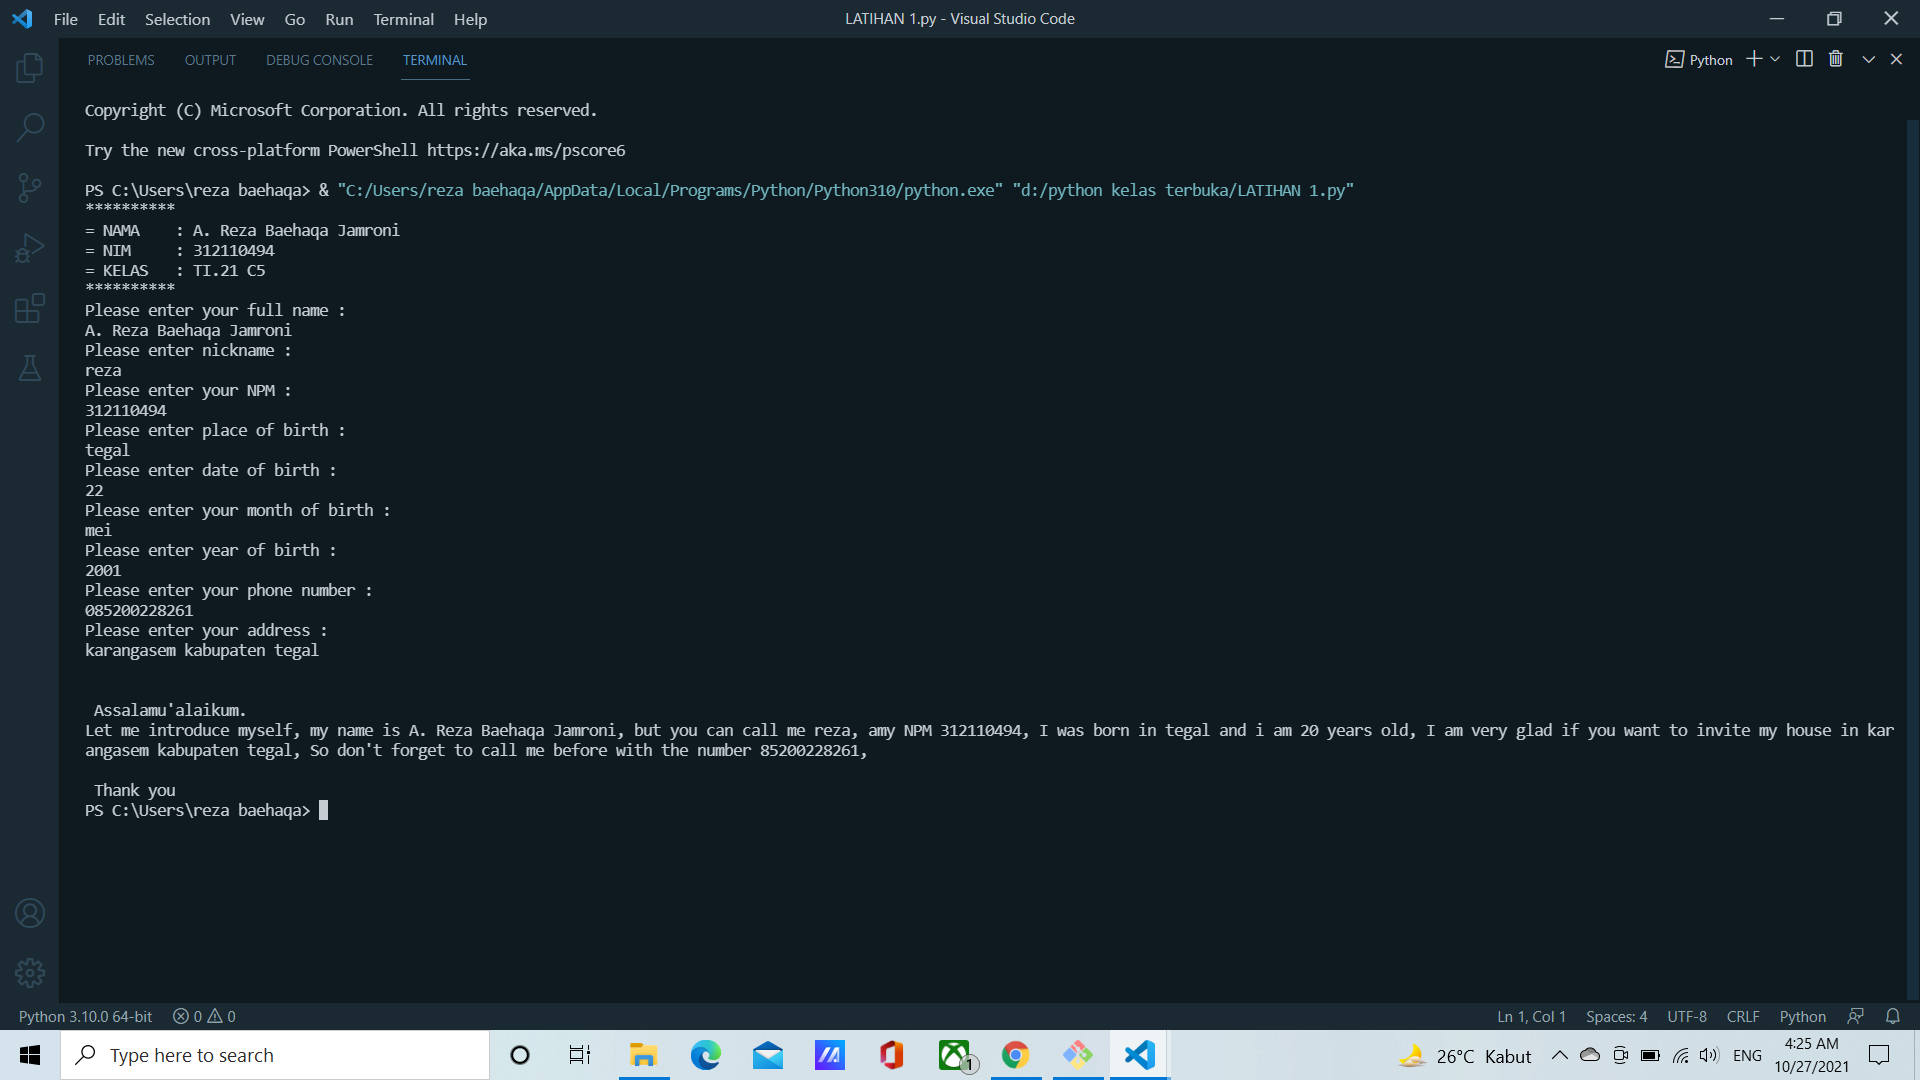 File Edit Selection View Go Run Terminal Help
LATIHAN 1.py - Visual Studio Code
PROBLEMS OUTPUT DEBUG CONSOLE TERMINAL
Python
Copyright (C) Microsoft Corporation. All rights reserved.
Try the new cross-platform PowerShell https://aka.ms/pscore6
PS C:\Users\reza baehaqa> & "C:/Users/reza baehaqa/AppData/Local/Programs/Python/Python310/python.exe" "d:/python kelas terbuka/LATIHAN 1.py"
**********
= NAMA    : A. Reza Baehaqa Jamroni
= NIM     : 312110494
= KELAS   : TI.21 C5
**********
Please enter your full name :
A. Reza Baehaqa Jamroni
Please enter nickname :
reza
Please enter your NPM :
312110494
Please enter place of birth :
tegal
Please enter date of birth :
22
Please enter your month of birth :
mei
Please enter year of birth :
2001
Please enter your phone number :
085200228261
Please enter your address :
karangasem kabupaten tegal
Assalamu'alaikum.
Let me introduce myself, my name is A. Reza Baehaqa Jamroni, but you can call me reza, amy NPM 312110494, I was born in tegal and i am 20 years old, I am very glad if you want to invite my house in kar
angasem kabupaten tegal, So don't forget to call me before with the number 85200228261,
Thank you
PS C:\Users\reza baehaqa>
Python 3.10.0 64-bit 0 0
Ln 1, Col 1 Spaces: 4 UTF-8 CRLF Python
Type here to search
1
26°C Kabut
ENG
4:25 AM
10/27/2021